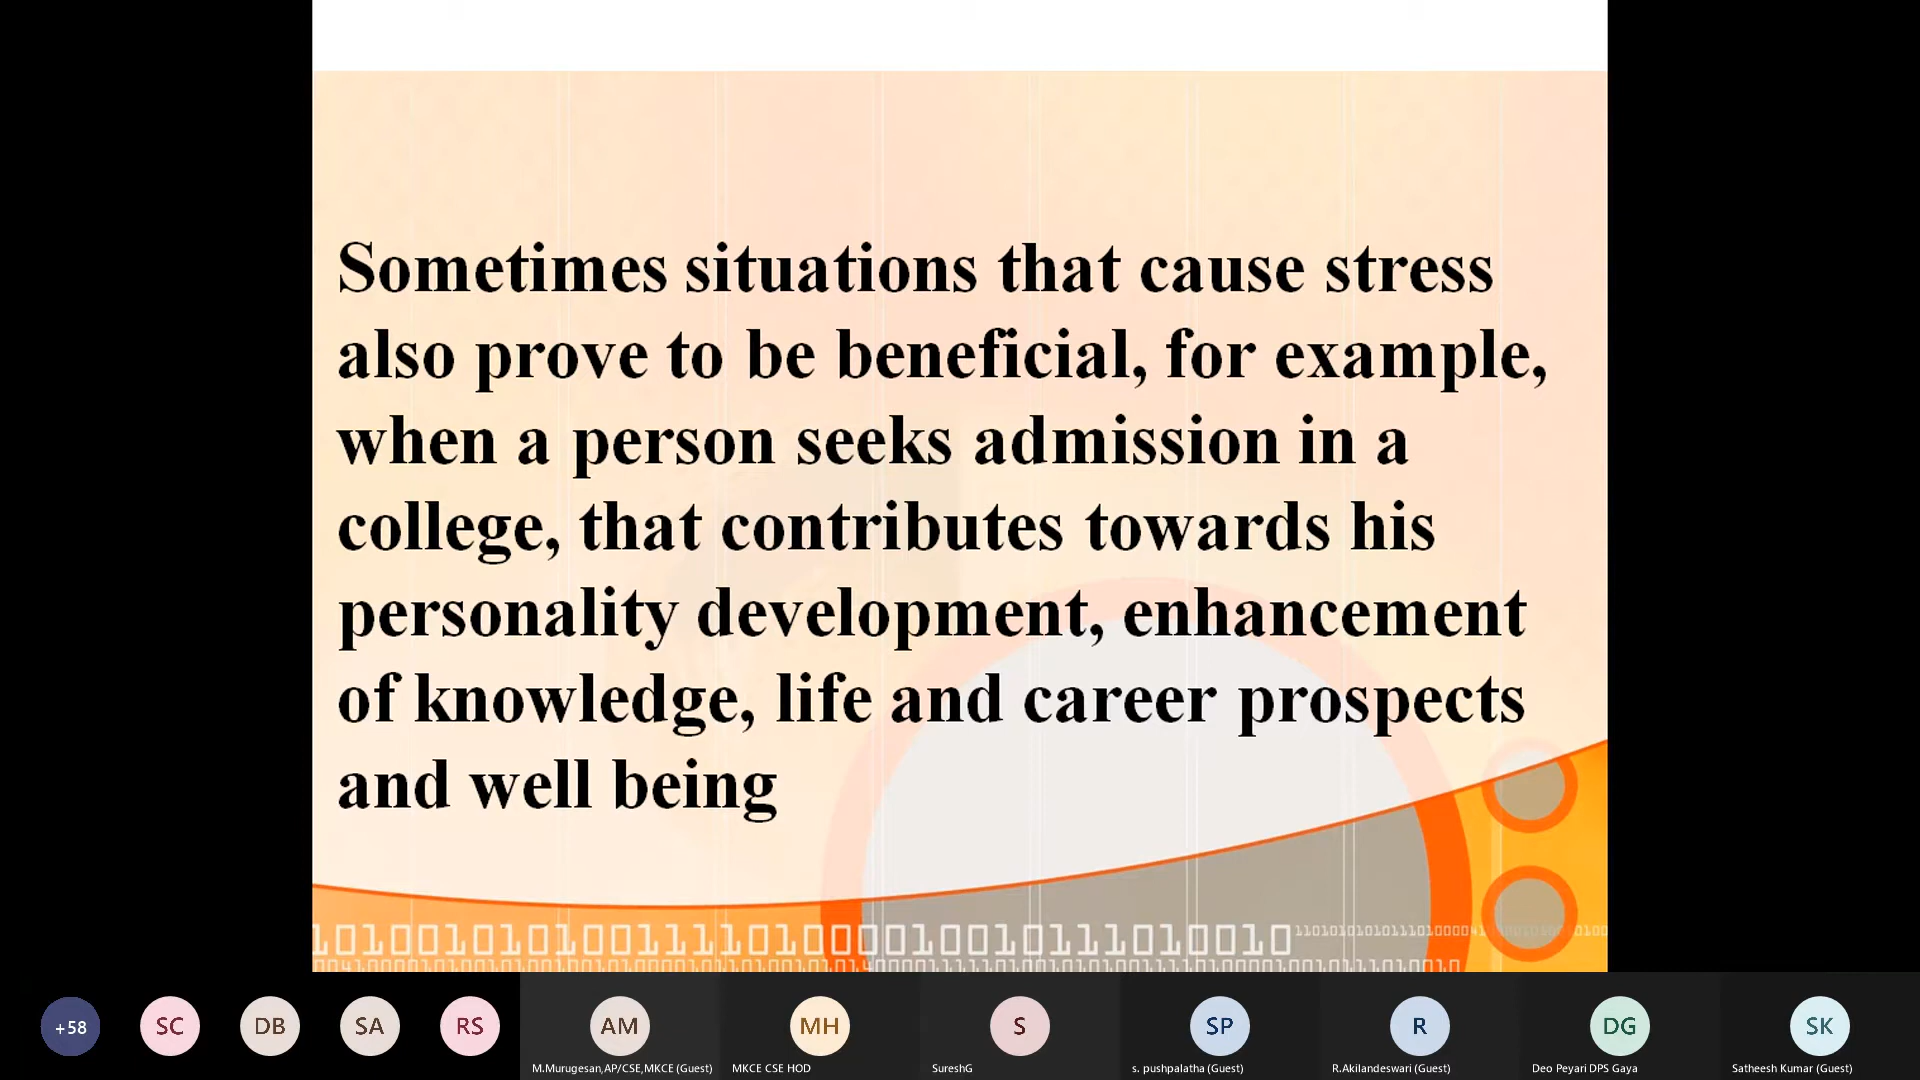 Sometimes situations that cause stress
also prove to be beneficial, for example,
when a person seeks admission in a
college, that contributes towards his
personality development, enhancement
of knowledge, life and career prospects
and well being
1010010101001111010000010010111010010
+58
SC
DB
SA
RS
AM
MH
S
SP
R
DG
SK
M.Murugesan,AP/CSE,MKCE (Guest)
MKCE CSE HOD
SureshG
s. pushpalatha (Guest)
R.Akilandeswari (Guest)
Deo Peyari DPS Gaya
Satheesh Kumar (Guest)